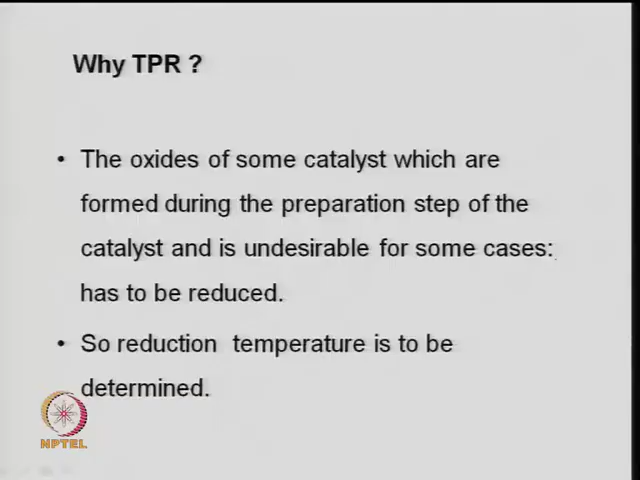 Why TPR ?
• The oxides of some catalyst which are
formed during the preparation step of the
catalyst and is undesirable for some cases:
has to be reduced.
• So reduction temperature is to be
determined.
NPTEL